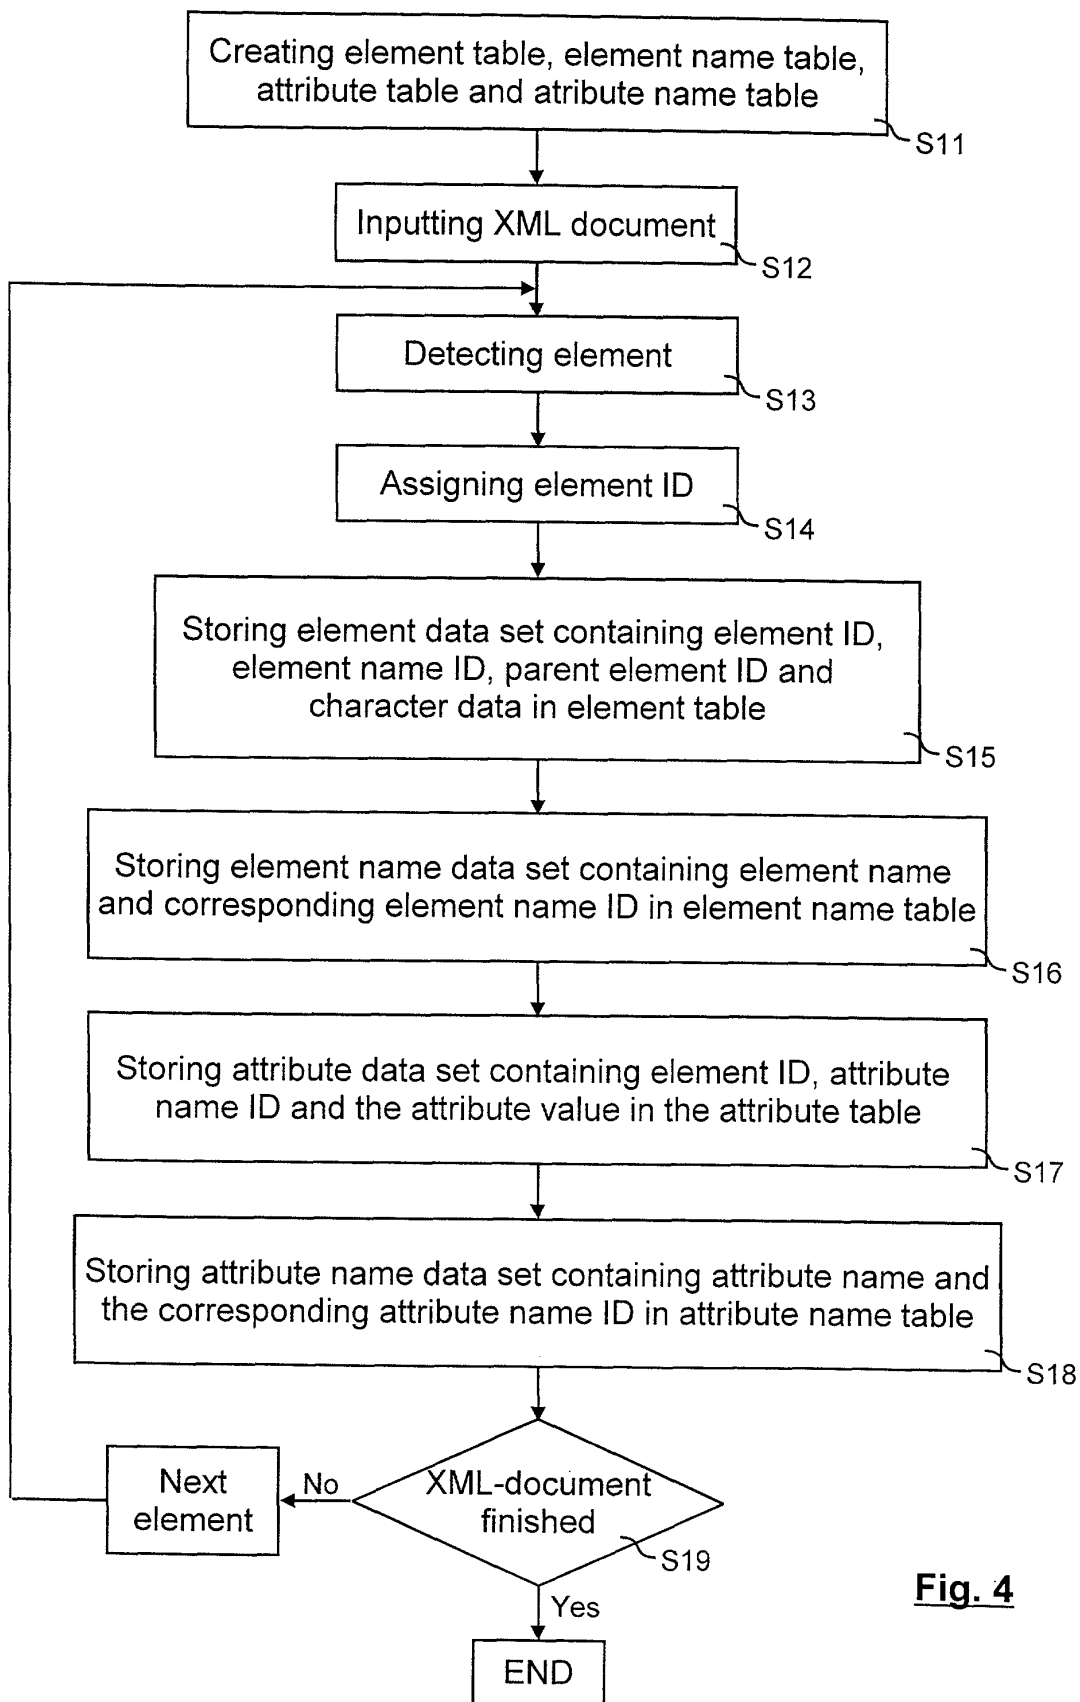 Creating element table, element name table,
attribute table and atribute name table
S11
Inputting XML document
S12
Detecting element
S13
Assigning element ID
S14
Storing element data set containing element ID,
element name ID, parent element ID and
character data in element table
S15
Storing element name data set containing element name
and corresponding element name ID in element name table
S16
Storing attribute data set containing element ID, attribute
name ID and the attribute value in the attribute table
S17
Storing attribute name data set containing attribute name and
the corresponding attribute name ID in attribute name table
S18
XML-document
finished
S19
No
Next
element
Yes
END
Fig. 4